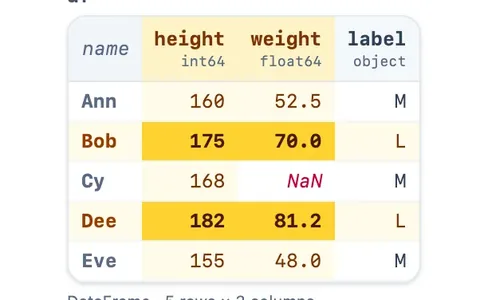 name height weight label
int64 float64 object
Ann 160 52.5 M
Bob 175 70.0 L
Cy 168 NaN M
Dee 182 81.2 L
Eve 155 48.0 M